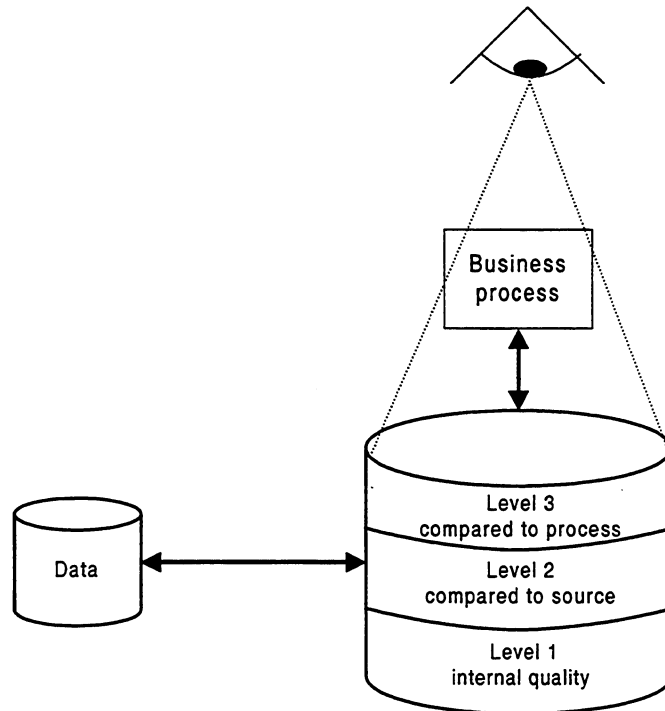 Business
process
Level 3
compared to process
Data
Level 2
compared to source
Level 1
internal quality